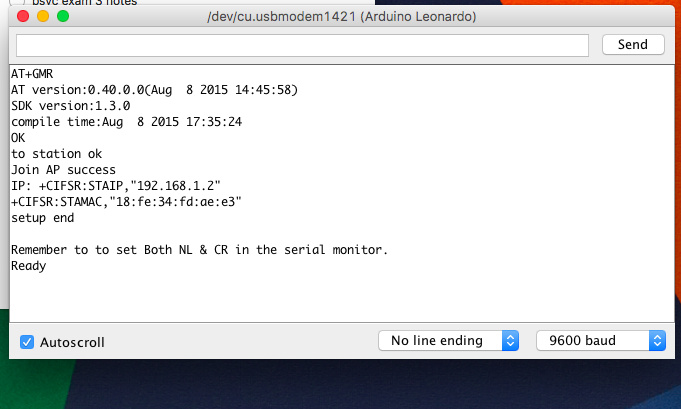 psyc exam 3 notes
/dev/cu.usbmodem1421 (Arduino Leonardo)
Send
AT+GMR
AT version:0.40.0.0(Aug  8 2015 14:45:58)
SDK version:1.3.0
compile time:Aug  8 2015 17:35:24
OK
to station ok
Join AP success
IP: +CIFSR:STAIP,"192.168.1.2"
+CIFSR:STAMAC,"18:fe:34:fd:ae:e3"
setup end
Remember to to set Both NL & CR in the serial monitor.
Ready
Autoscroll
No line ending
9600 baud